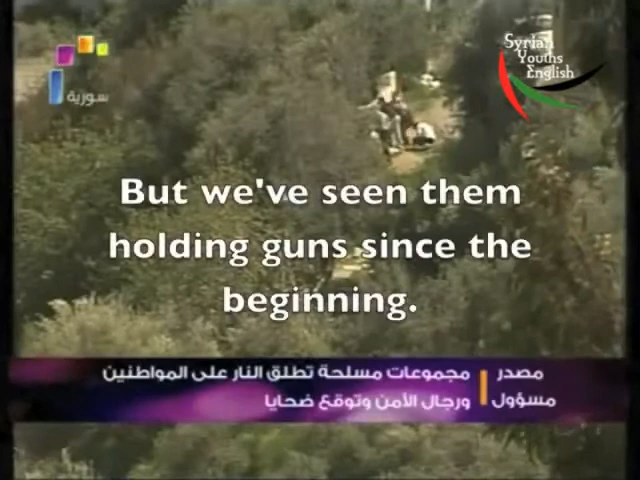 Syrian
Youths
English
سورية
But we've seen them
holding guns since the
beginning.
مصدر مسؤول
مجموعات مسلحة تطلق النار على المواطنين
ورجال الأمن وتوقع ضحايا